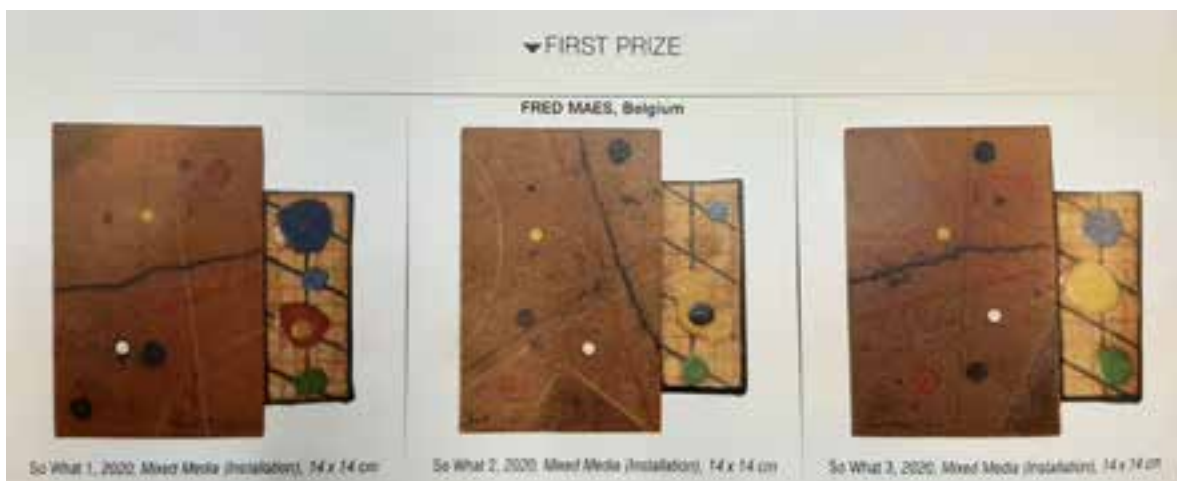 FIRST PRIZE
FRED MAES, Belgium
So What 1, 2020, Mixed Media (Installation), 14 x 14 cm
So What 2, 2020, Mixed Media (Installation), 14 x 14 cm
So What 3, 2020, Mixed Media (Installation), 14 x 14 cm